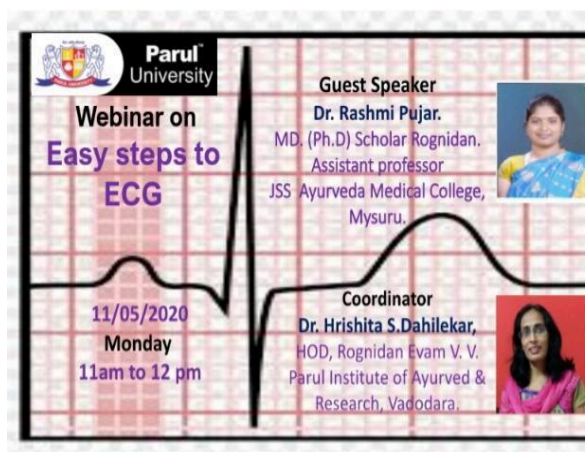 Parul™
University
Webinar on
Easy steps to
ECG
11/05/2020
Monday
11am to 12 pm
Guest Speaker
Dr. Rashmi Pujar.
MD. (Ph.D) Scholar Rognidan.
Assistant professor
JSS Ayurveda Medical College,
Mysuru.
Coordinator
Dr. Hrishita S.Dahilekar,
HOD, Rognidan Evam V. V.
Parul Institute of Ayurved &
Research, Vadodara.